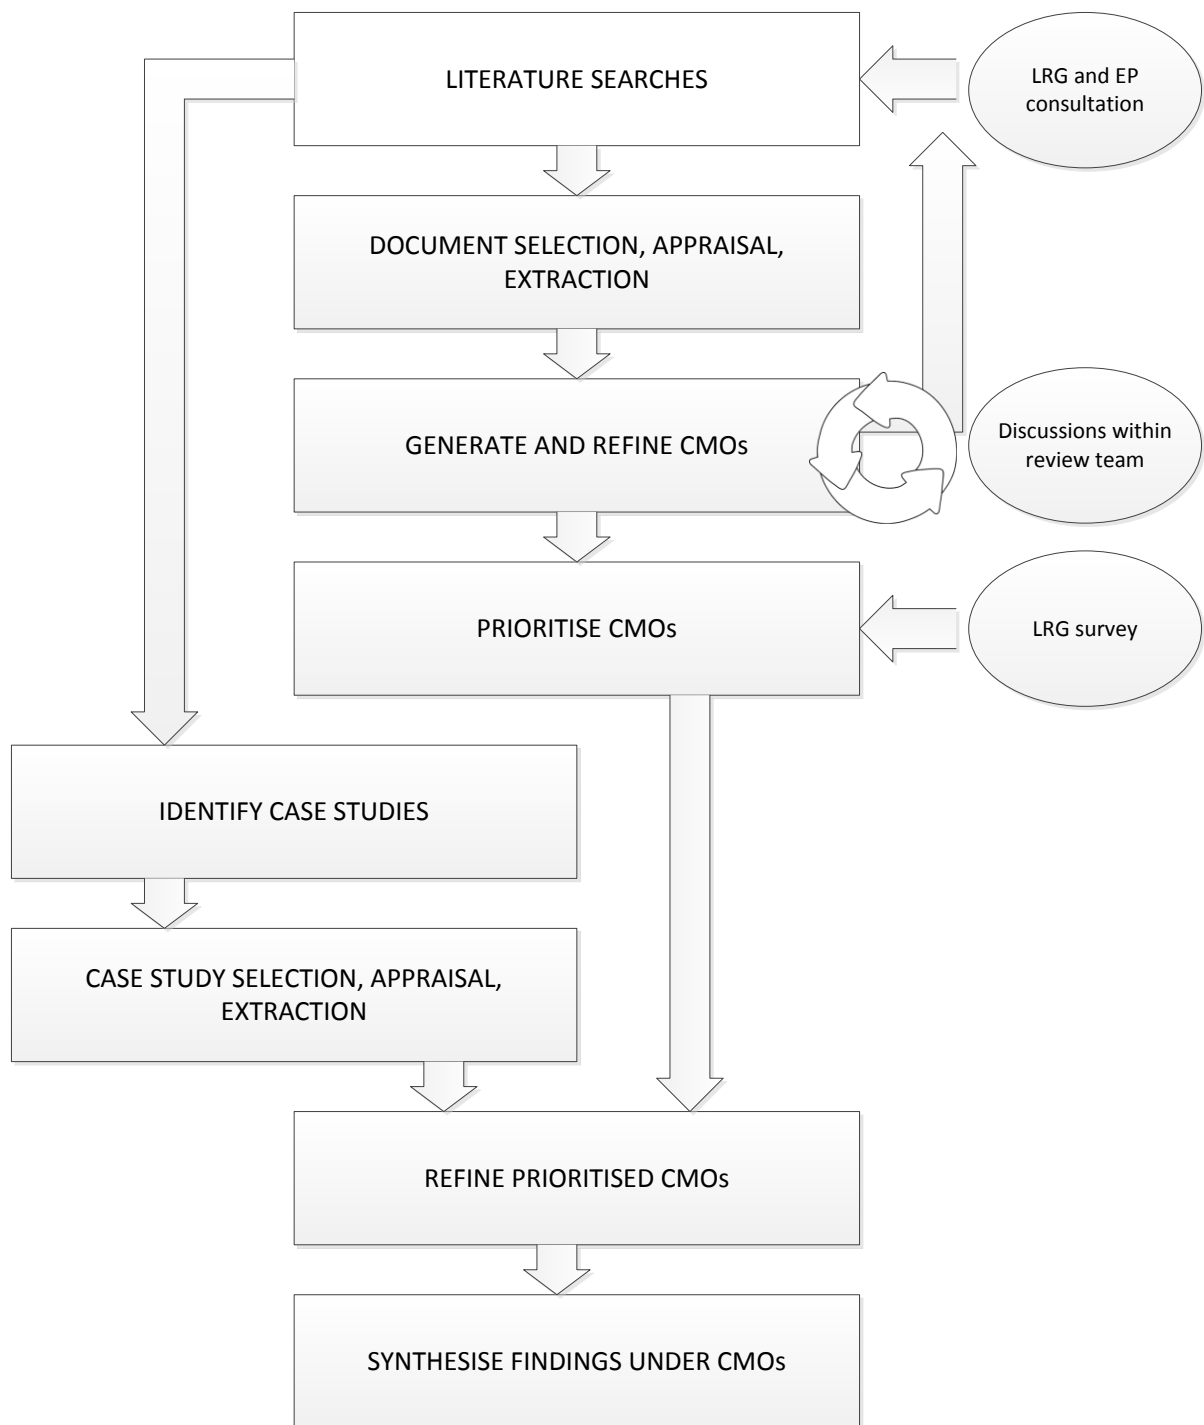 LITERATURE SEARCHES
LRG and EP
consultation
DOCUMENT SELECTION, APPRAISAL,
EXTRACTION
GENERATE AND REFINE CMOs
Discussions within
review team
PRIORITISE CMOs
LRG survey
IDENTIFY CASE STUDIES
CASE STUDY SELECTION, APPRAISAL,
EXTRACTION
REFINE PRIORITISED CMOs
SYNTHESISE FINDINGS UNDER CMOs